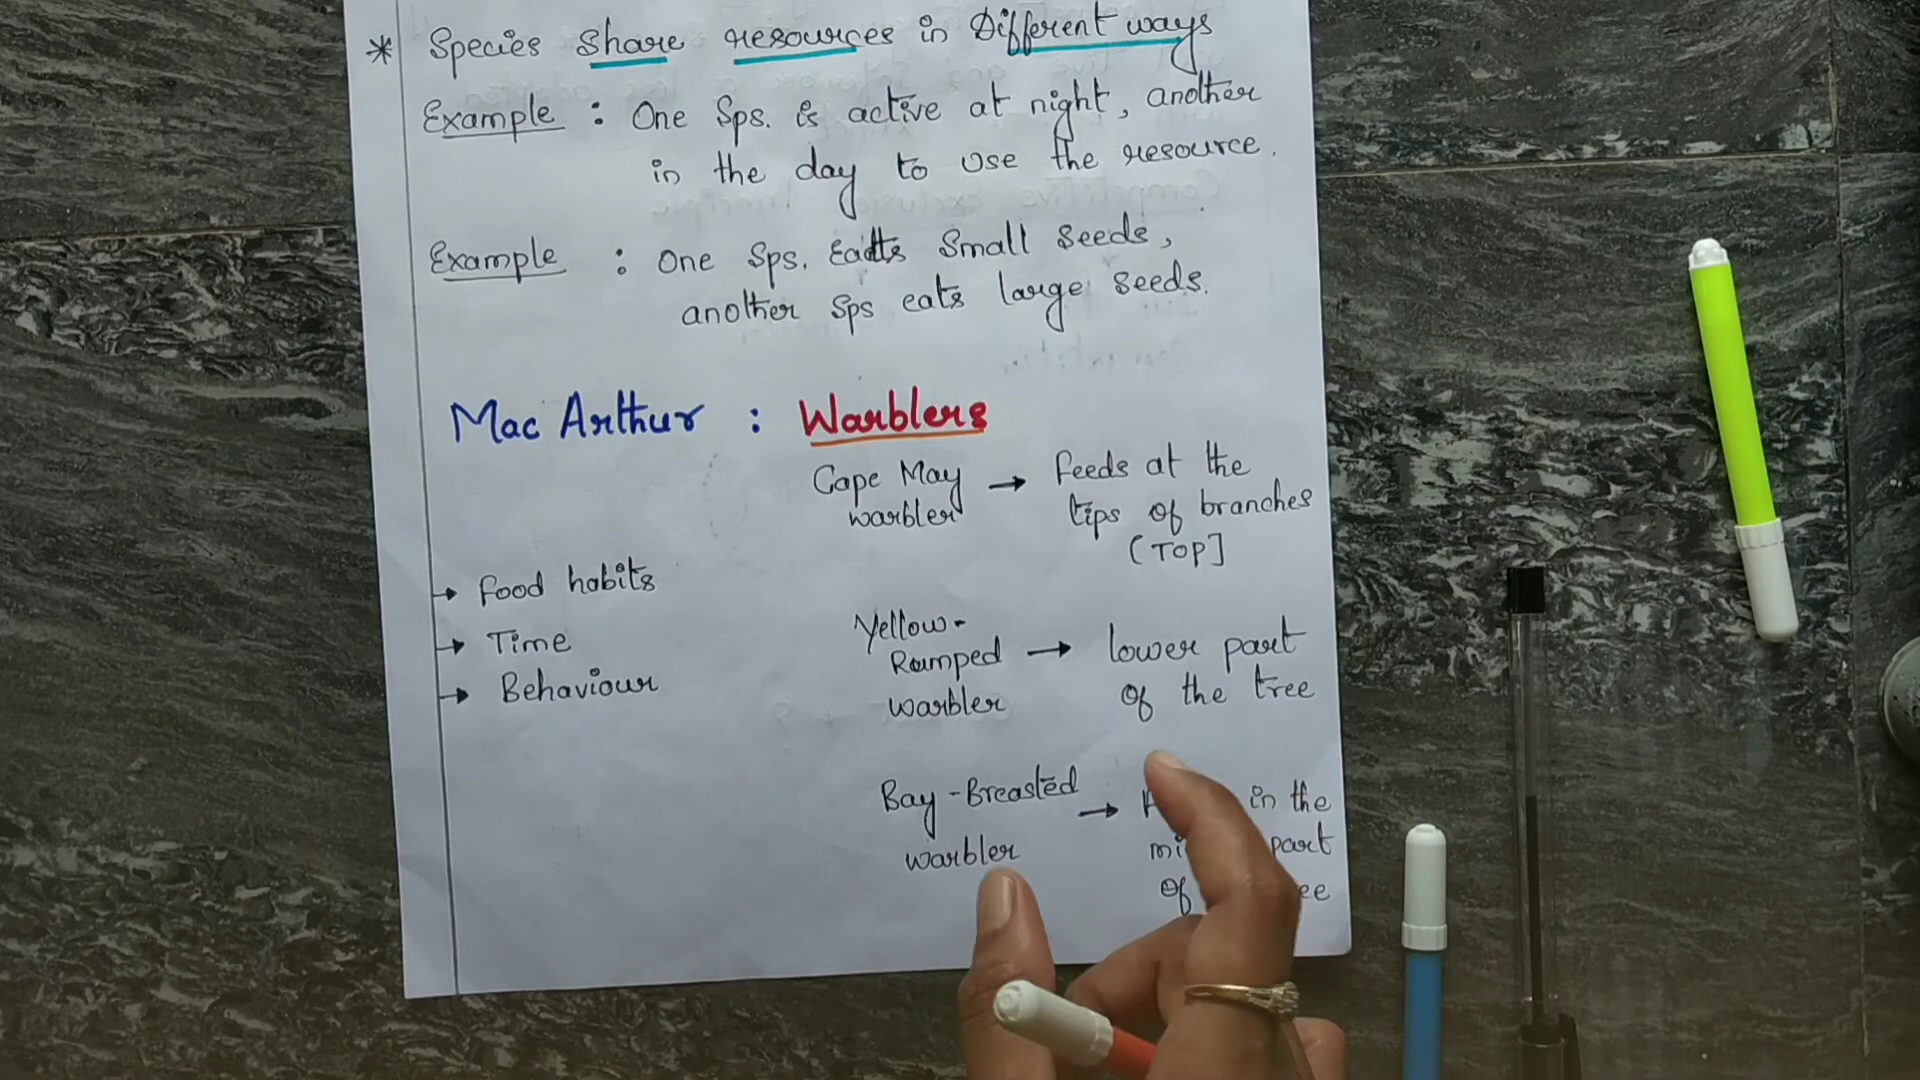 * Species share resources in Different ways
Example : One Sps. is active at night, another
in the day to use the resource.
Example : One Sps. Eats Small Seeds,
another Sps eats large seeds.
Mac Arthur : Warblers
Cape May → feeds at the
warbler tips of branches
(TOP]
→ food habits
→ Time
→ Behaviour
Yellow-
Rumped → lower part
warbler of the tree
Bay-Breasted → in the
warbler part
of